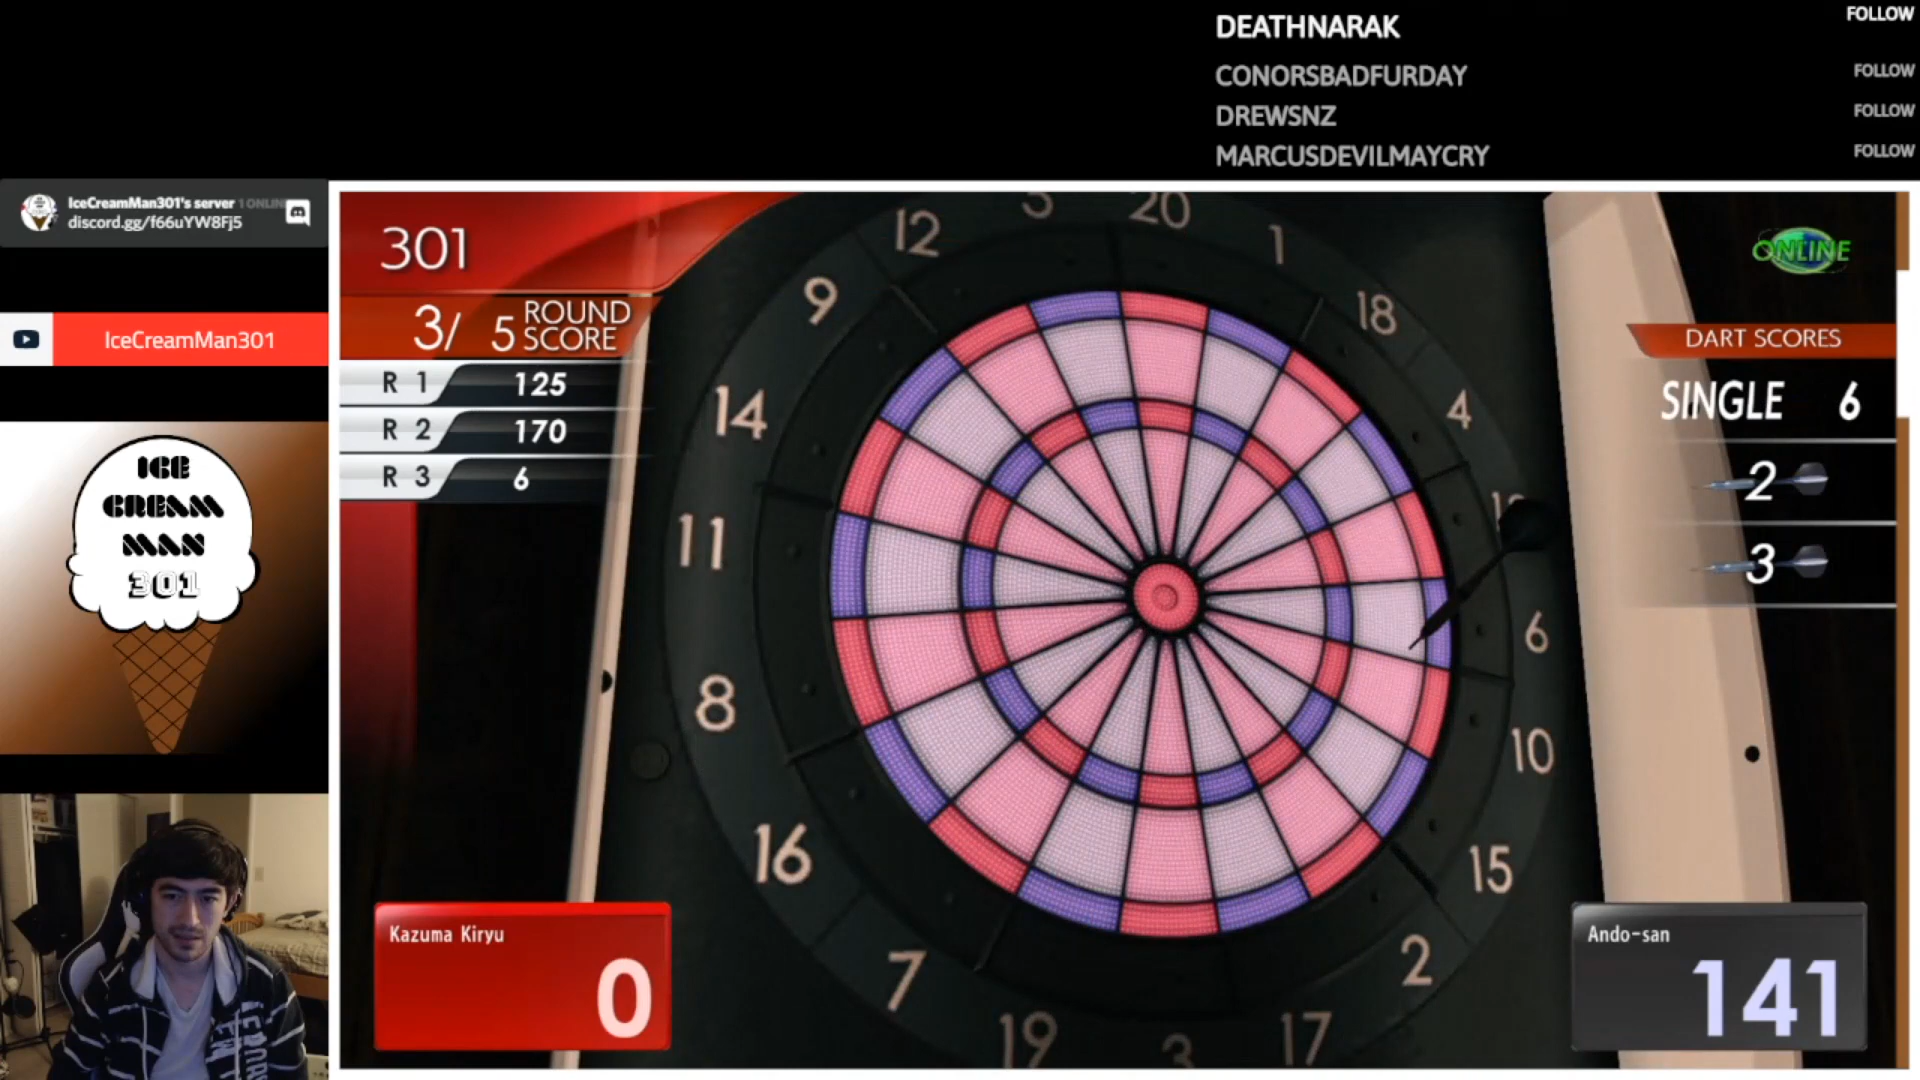 DEATHNARAK FOLLOW
CONORSBADFURDAY FOLLOW
DREWSNZ FOLLOW
MARCUSDEVILMAYCRY FOLLOW
IceCreamMan301's server 1 ONLINE
discord.gg/f66uYW8Fj5
IceCreamMan301
ICE
CREAM
MAN
301
301
3/ 5 ROUND SCORE
R 1 125
R 2 170
R 3 6
ONLINE
DART SCORES
SINGLE 6
2
3
20
1
18
4
6
10
15
2
17
3
19
7
16
8
11
14
9
12
Kazuma Kiryu
0
Ando-san
141